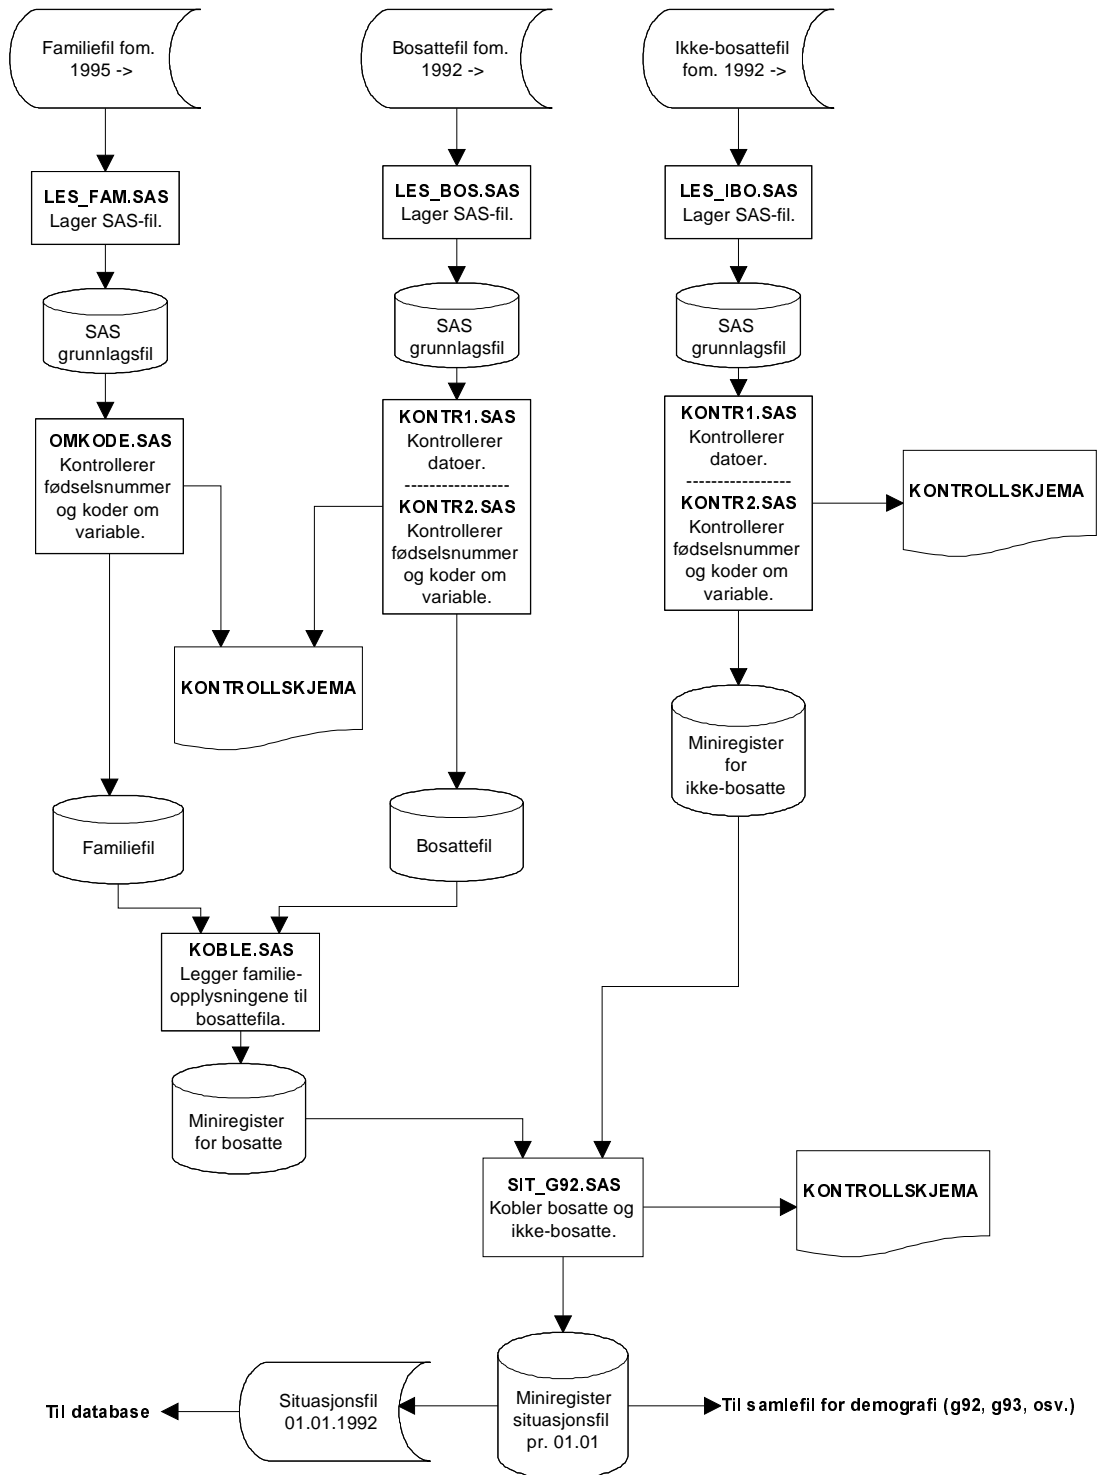 Familiefil fom.
1995 ->
Bosattefil fom.
1992 ->
Ikke-bosattefil
fom. 1992 ->
LES_FAM.SAS
Lager SAS-fil.
LES_BOS.SAS
Lager SAS-fil.
LES_IBO.SAS
Lager SAS-fil.
SAS
grunnlagsfil
SAS
grunnlagsfil
SAS
grunnlagsfil
OMKODE.SAS
Kontrollerer
fødselsnummer
og koder om
variable.
KONTR1.SAS
Kontrollerer
datoer.
-----------------
KONTR2.SAS
Kontrollerer
fødselsnummer
og koder om
variable.
KONTR1.SAS
Kontrollerer
datoer.
-----------------
KONTR2.SAS
Kontrollerer
fødselsnummer
og koder om
variable.
KONTROLLSKJEMA
KONTROLLSKJEMA
Miniregister
for
ikke-bosatte
Familiefil
Bosattefil
KOBLE.SAS
Legger familie-
opplysningene til
bosattefila.
Miniregister
for bosatte
SIT_G92.SAS
Kobler bosatte og
ikke-bosatte.
KONTROLLSKJEMA
Til database
Situasjonsfil
01.01.1992
Miniregister
situasjonsfil
pr. 01.01
Til samlefil for demografi (g92, g93, osv.)